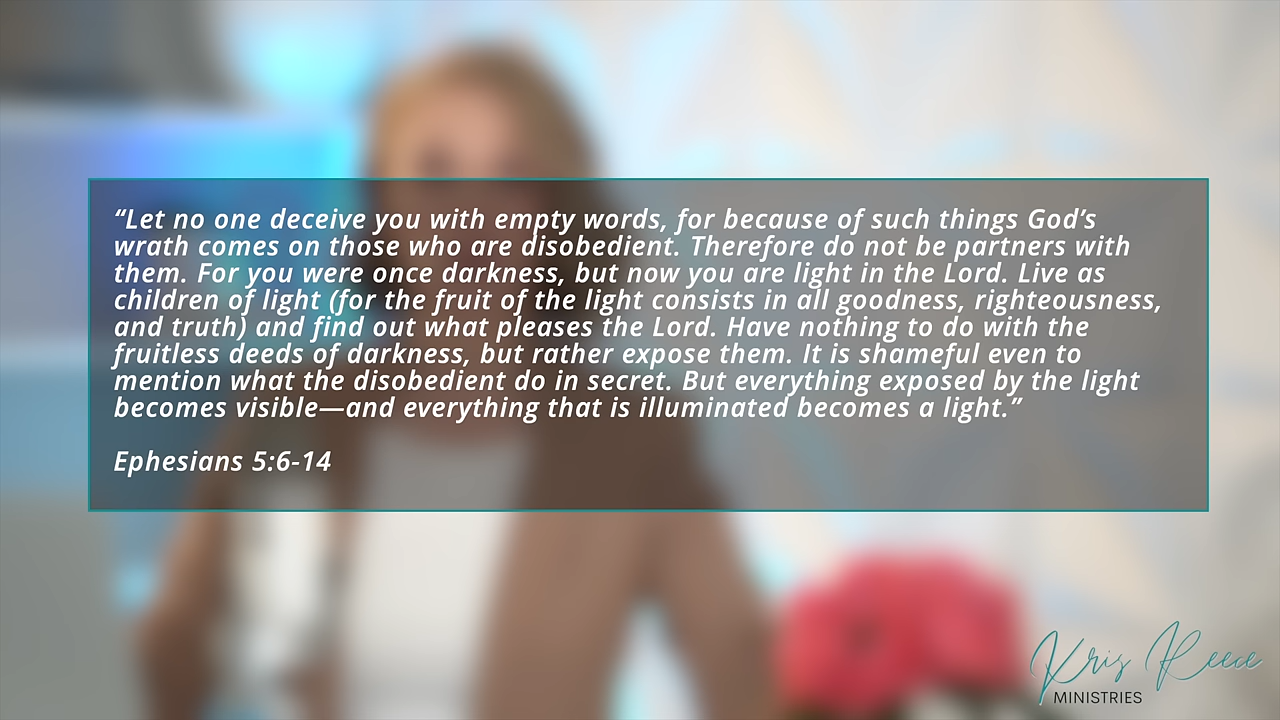 “Let no one deceive you with empty words, for because of such things God’s
wrath comes on those who are disobedient. Therefore do not be partners with
them. For you were once darkness, but now you are light in the Lord. Live as
children of light (for the fruit of the light consists in all goodness, righteousness,
and truth) and find out what pleases the Lord. Have nothing to do with the
fruitless deeds of darkness, but rather expose them. It is shameful even to
mention what the disobedient do in secret. But everything exposed by the light
becomes visible—and everything that is illuminated becomes a light.”
Ephesians 5:6-14
Kris Reece
MINISTRIES